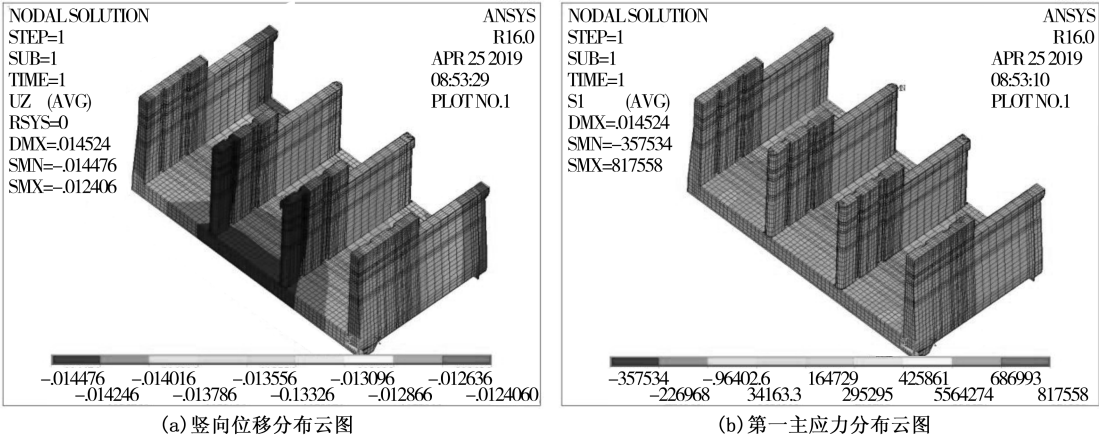 NODAL SOLUTION
STEP=1
SUB=1
TIME=1
UZ (AVG)
RSYS=0
DMX=.014524
SMN=-.014476
SMX=-.012406
ANSYS
R16.0
APR 25 2019
08:53:29
PLOT NO.1
-.014476 -.014016 -.013556 -.013096 -.012636
-.014246 -.013786 -0.13326 -.012866 -.0124060
(a)竖向位移分布云图
NODAL SOLUTION
STEP=1
SUB=1
TIME=1
S1 (AVG)
DMX=.014524
SMN=-357534
SMX=817558
ANSYS
R16.0
APR 25 2019
08:53:10
PLOT NO.1
MN
-357534 -.96402.6 164729 425861 686993
-226968 34163.3 295295 5564274 817558
(b)第一主应力分布云图